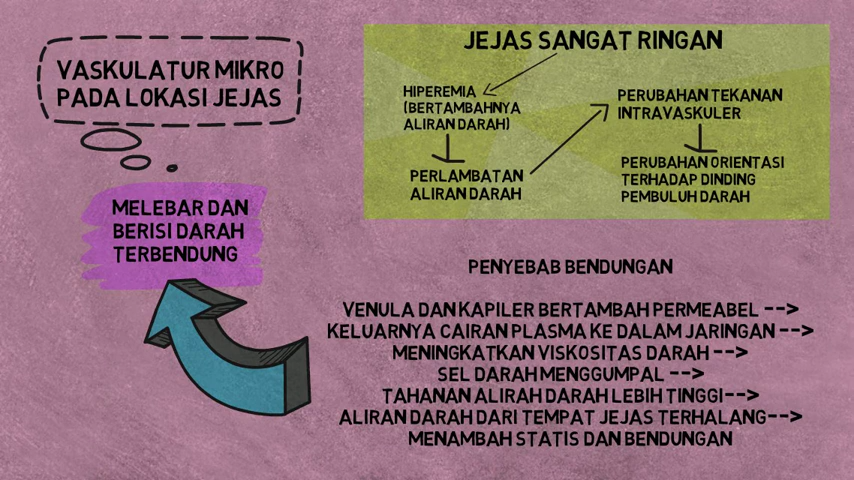 VASKULATUR MIKRO
PADA LOKASI JEJAS
MELEBAR DAN
BERISI DARAH
TERBENDUNG
JEJAS SANGAT RINGAN
HIPEREMIA
(BERTAMBAHNYA
ALIRAN DARAH)
PERLAMBATAN
ALIRAN DARAH
PERUBAHAN TEKANAN
INTRAVASKULER
PERUBAHAN ORIENTASI
TERHADAP DINDING
PEMBULUH DARAH
PENYEBAB BENDUNGAN
VENULA DAN KAPILER BERTAMBAH PERMEABEL -->
KELUARNYA CAIRAN PLASMA KE DALAM JARINGAN -->
MENINGKATKAN VISKOSITAS DARAH -->
SEL DARAH MENGGUMPAL -->
TAHANAN ALIRAH DARAH LEBIH TINGGI-->
ALIRAN DARAH DARI TEMPAT JEJAS TERHALANG-->
MENAMBAH STATIS DAN BENDUNGAN